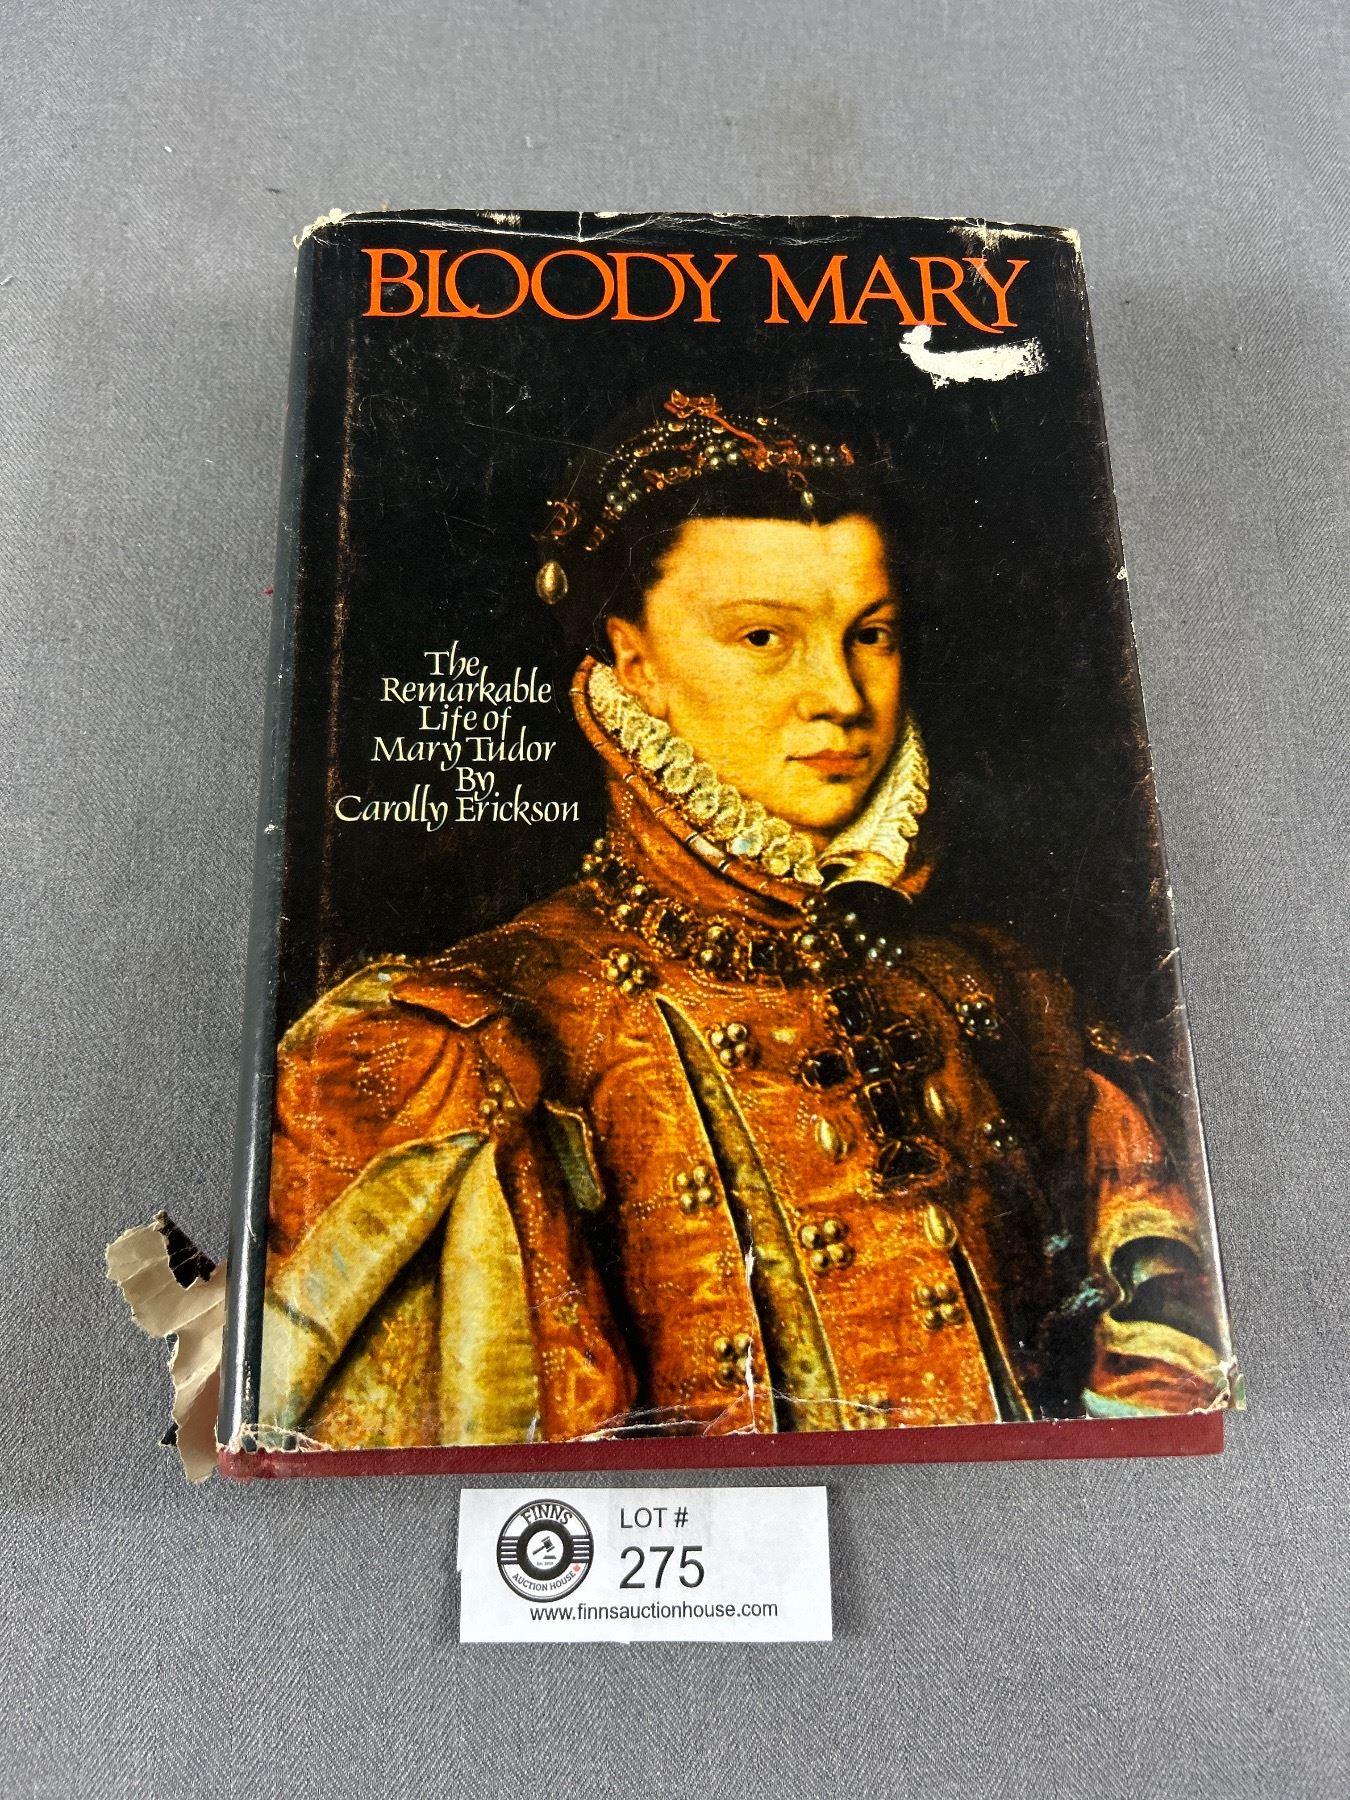 BLOODY MARY
The
Remarkable
Life of
Mary Tudor
By
Carolly Erickson
FINNS
AUCTION HOUSE
LOT #
275
www.finnsauctionhouse.com